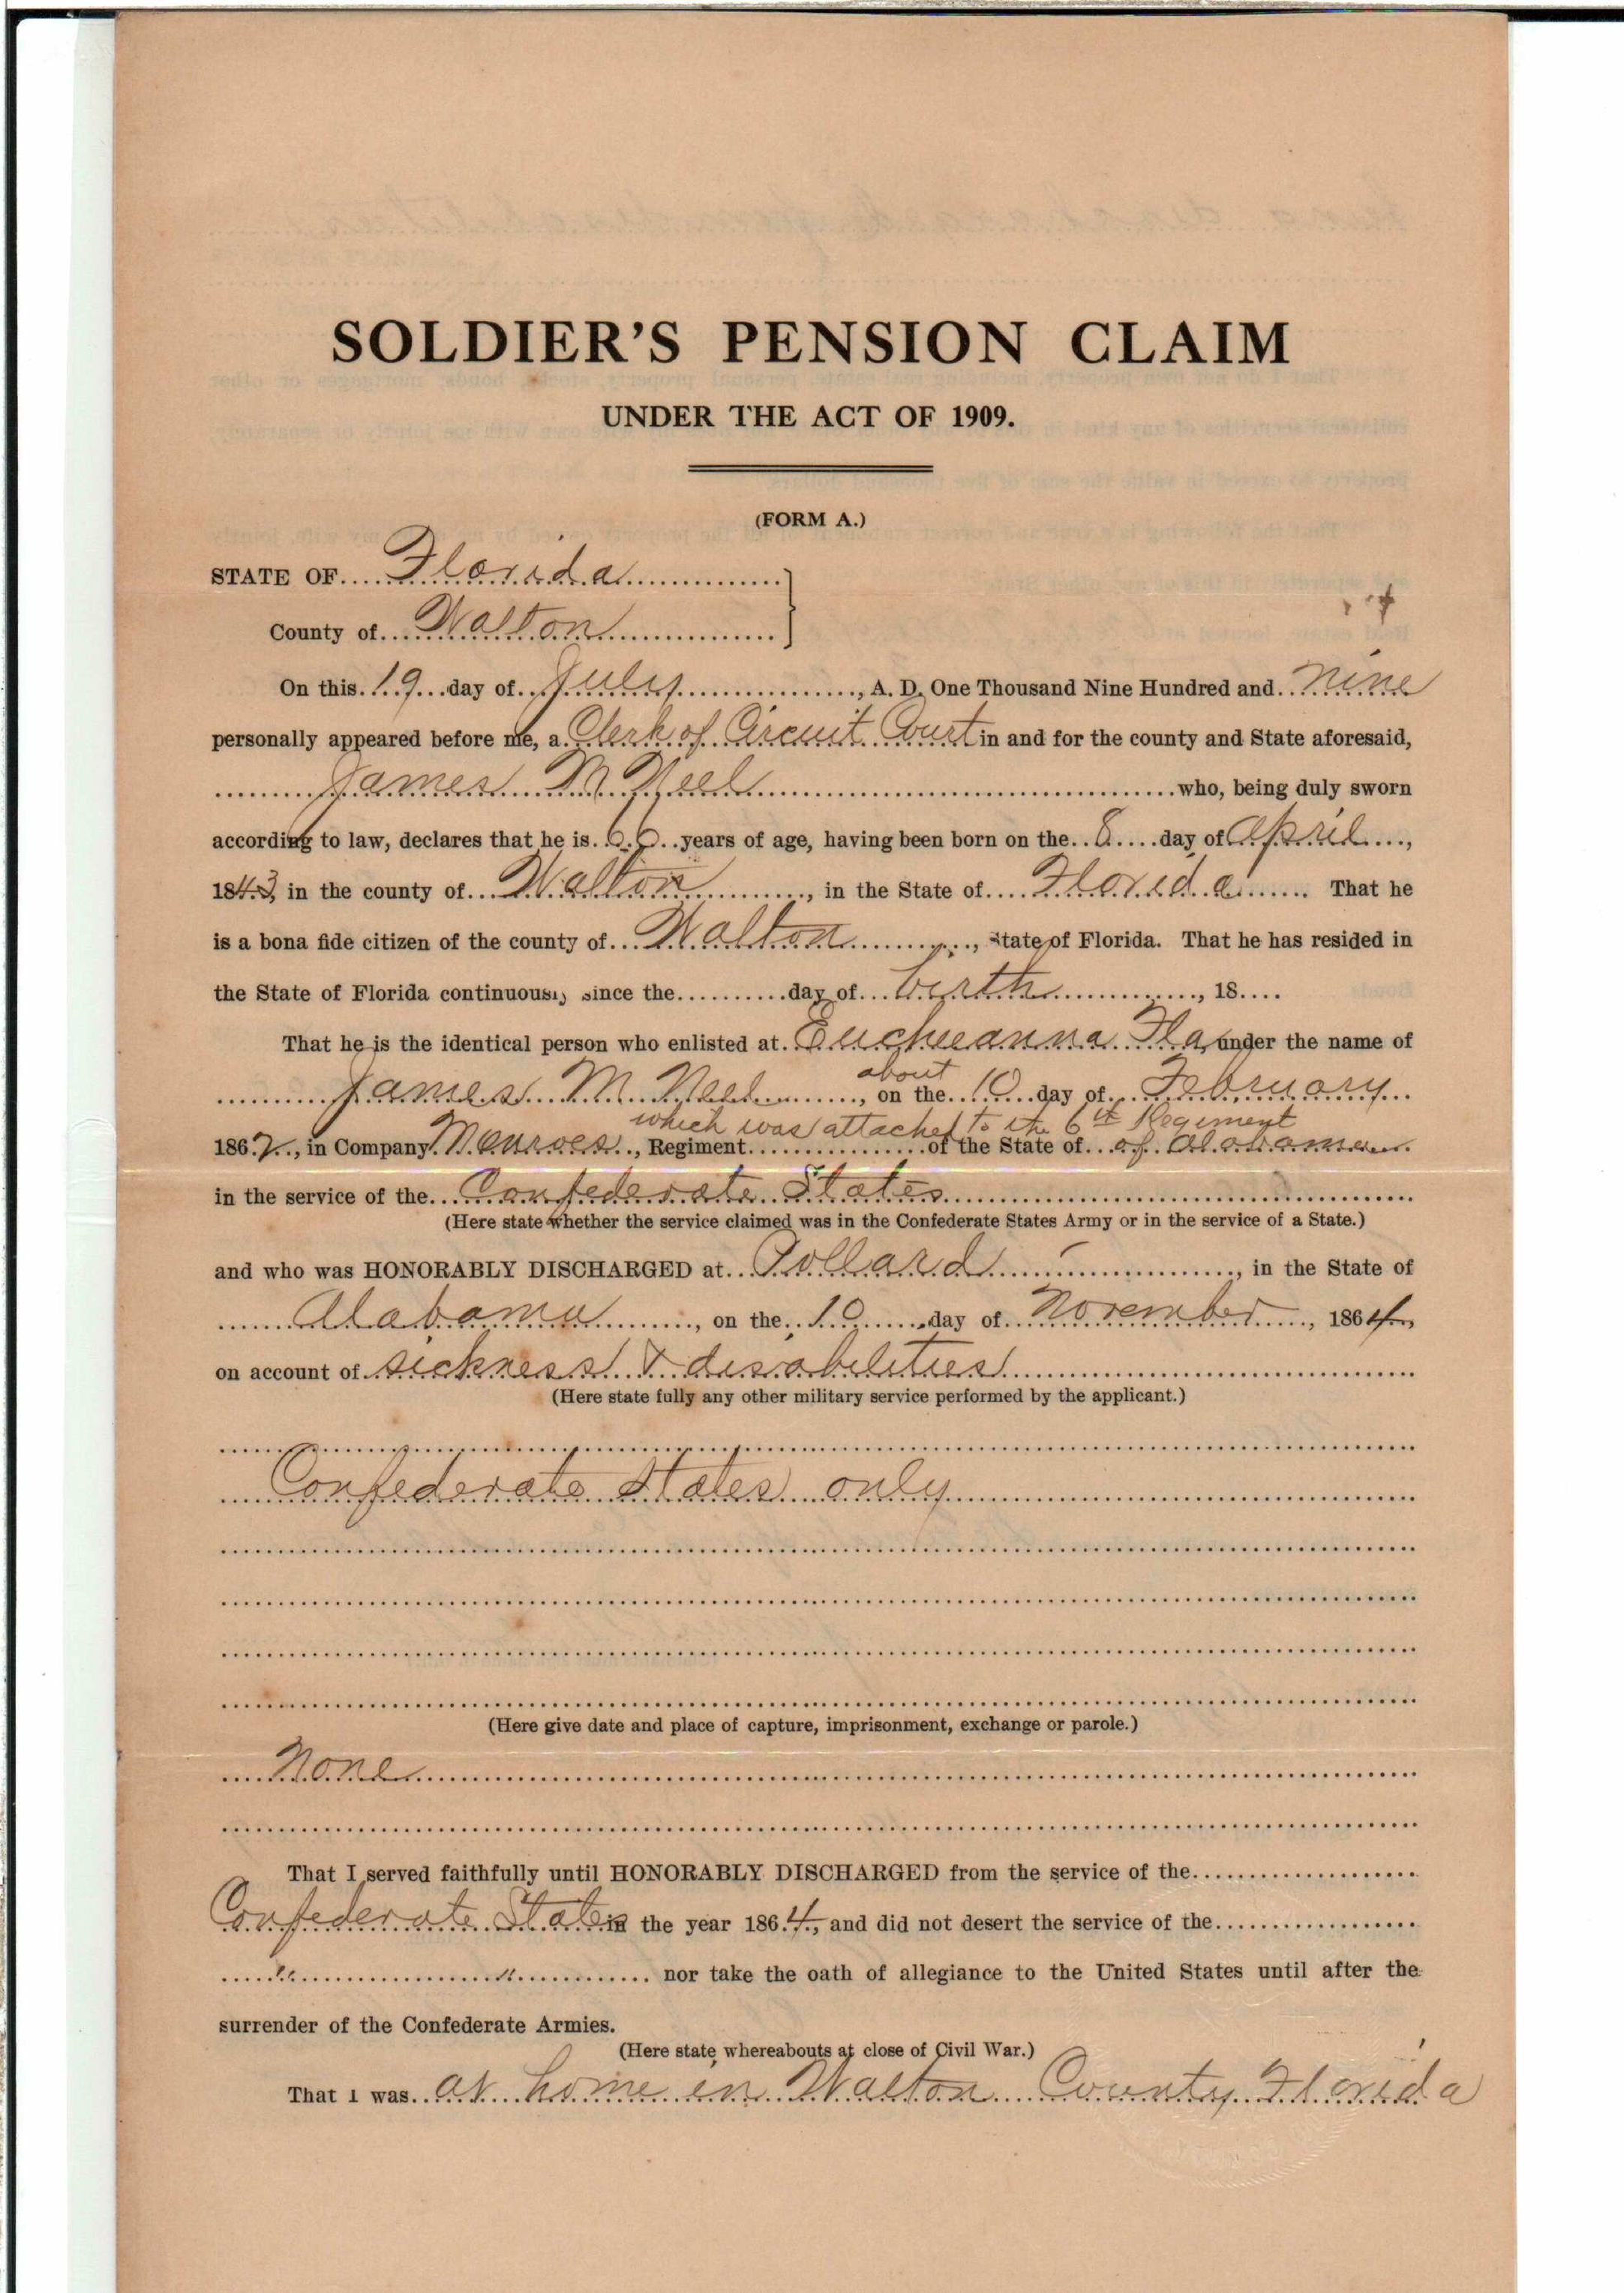 SOLDIER'S PENSION CLAIM
UNDER THE ACT OF 1909.
(FORM A.)
STATE OF Florida
County of Walton
On this 19 day of July, A. D. One Thousand Nine Hundred and Nine
personally appeared before me, a Clerk of Circuit Court in and for the county and State aforesaid,
James M Neel who, being duly sworn
according to law, declares that he is 66 years of age, having been born on the day of April,
1843, in the county of Walton, in the State of Florida. That he
is a bona fide citizen of the county of Walton, State of Florida. That he has resided in
the State of Florida continuously since the day of birth, 18
That he is the identical person who enlisted at Eucheeanna Fla, under the name of
about
James M. Neel, on the 10 day of February
which was attached to the 6th Regiment
1862, in Company Monroes, Regiment of the State of of Alabama
in the service of the Confederate States
(Here state whether the service claimed was in the Confederate States Army or in the service of a State.)
and who was HONORABLY DISCHARGED at Pollard, in the State of
Alabama, on the 10 day of November, 1864,
on account of sickness & disabilities
(Here state fully any other military service performed by the applicant.)
Confederate States only
(Here give date and place of capture, imprisonment, exchange or parole.)
None
That I served faithfully until HONORABLY DISCHARGED from the service of the
Confederate States in the year 1864, and did not desert the service of the
" " nor take the oath of allegiance to the United States until after the
surrender of the Confederate Armies.
(Here state whereabouts at close of Civil War.)
That I was at home in Walton County Florida